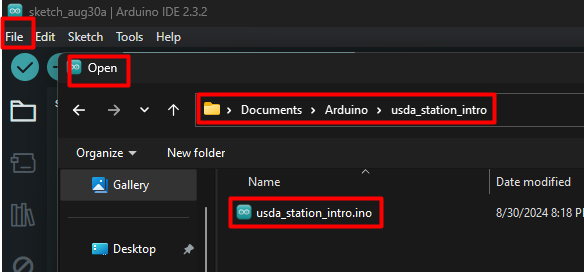 sketch_aug30a | Arduino IDE 2.3.2
File Edit Sketch Tools Help
Open
Documents > Arduino > usda_station_intro
Organize New folder
Name Date modified
Gallery
usda_station_intro.ino 8/30/2024 8:18 P
Desktop